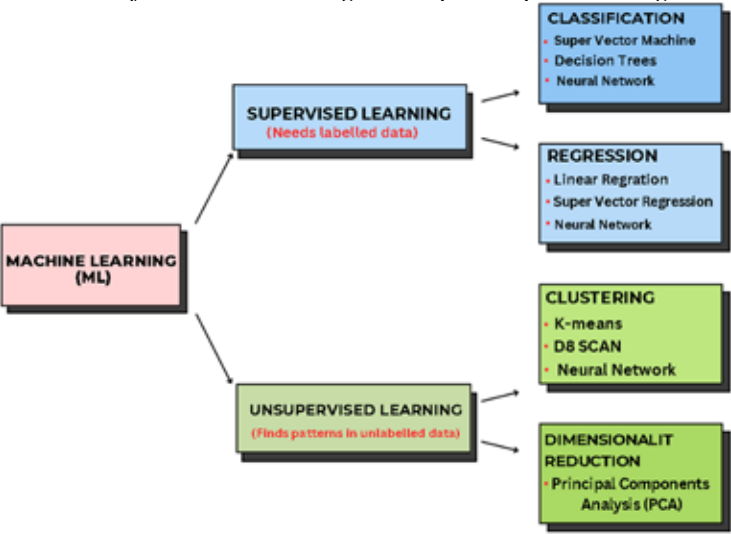 CLASSIFICATION
• Super Vector Machine
• Decision Trees
• Neural Network
SUPERVISED LEARNING
(Needs labelled data)
REGRESSION
• Linear Regration
• Super Vector Regression
• Neural Network
MACHINE LEARNING
(ML)
CLUSTERING
• K-means
• D8 SCAN
• Neural Network
UNSUPERVISED LEARNING
(Finds patterns in unlabelled data)
DIMENSIONALIT
REDUCTION
• Principal Components
Analysis (PCA)